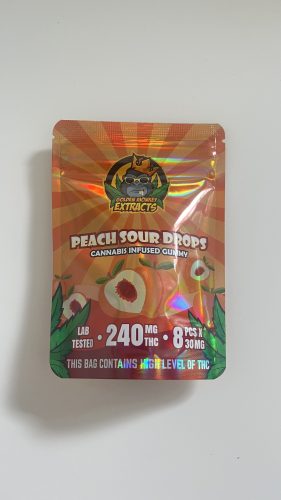 GOLDEN MONKEY
EXTRACTS
PEACH SOUR DROPS
CANNABIS INFUSED GUMMY
LAB TESTED · 240 MG THC · 8 PCS X 30 MG
THIS BAG CONTAINS HIGH LEVEL OF THC